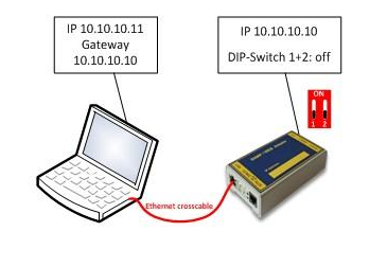 IP 10.10.10.11
Gateway
10.10.10.10
IP 10.10.10.10
DIP-Switch 1+2: off
ON
1 2
Ethernet crosscable